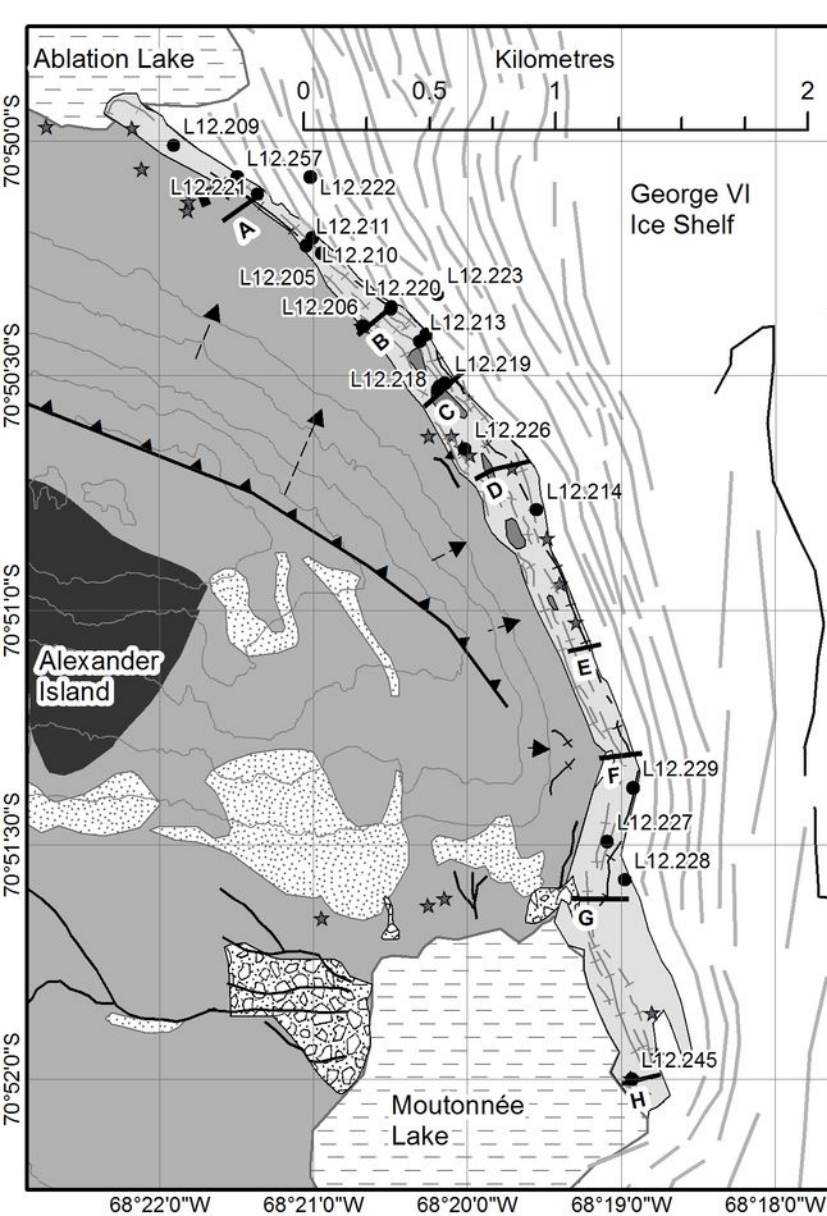 Ablation Lake
Kilometres
0
0.5
1
2
70°50'0"S
L12.209
L12.257
L12.221
L12.222
George VI
Ice Shelf
A
L12.211
L12.210
L12.205
L12.223
L12.220
L12.206
L12.213
B
70°50'30"S
L12.219
L12.218
C
L12.226
D
L12.214
70°51'0"S
Alexander
Island
E
F
L12.229
L12.227
70°51'30"S
L12.228
G
70°52'0"S
L12.245
H
Moutonnée
Lake
68°22'0"W
68°21'0"W
68°20'0"W
68°19'0"W
68°18'0"W